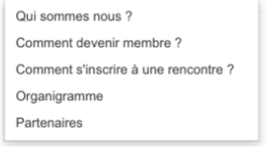 Qui sommes nous ?
Comment devenir membre ?
Comment s'inscrire à une rencontre ?
Organigramme
Partenaires